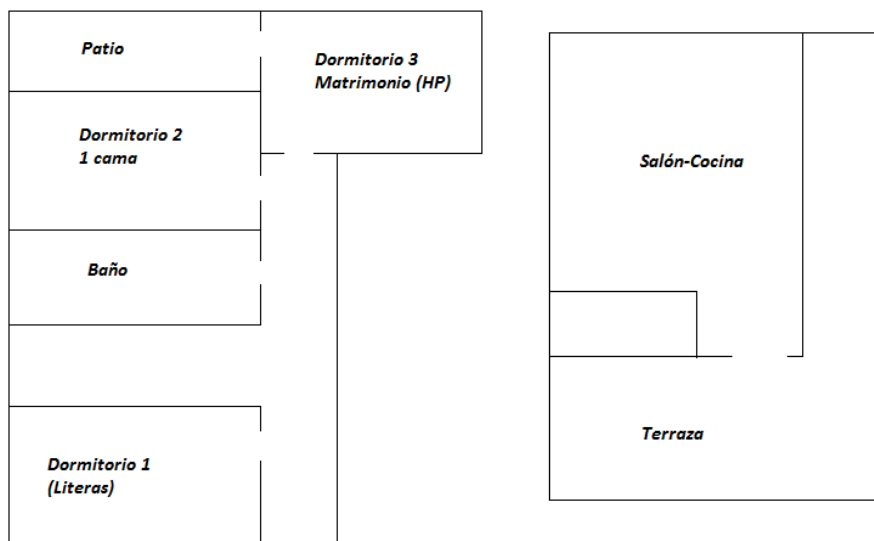 Patio
Dormitorio 3
Matrimonio (HP)
Dormitorio 2
1 cama
Baño
Dormitorio 1
(Literas)
Salón-Cocina
Terraza